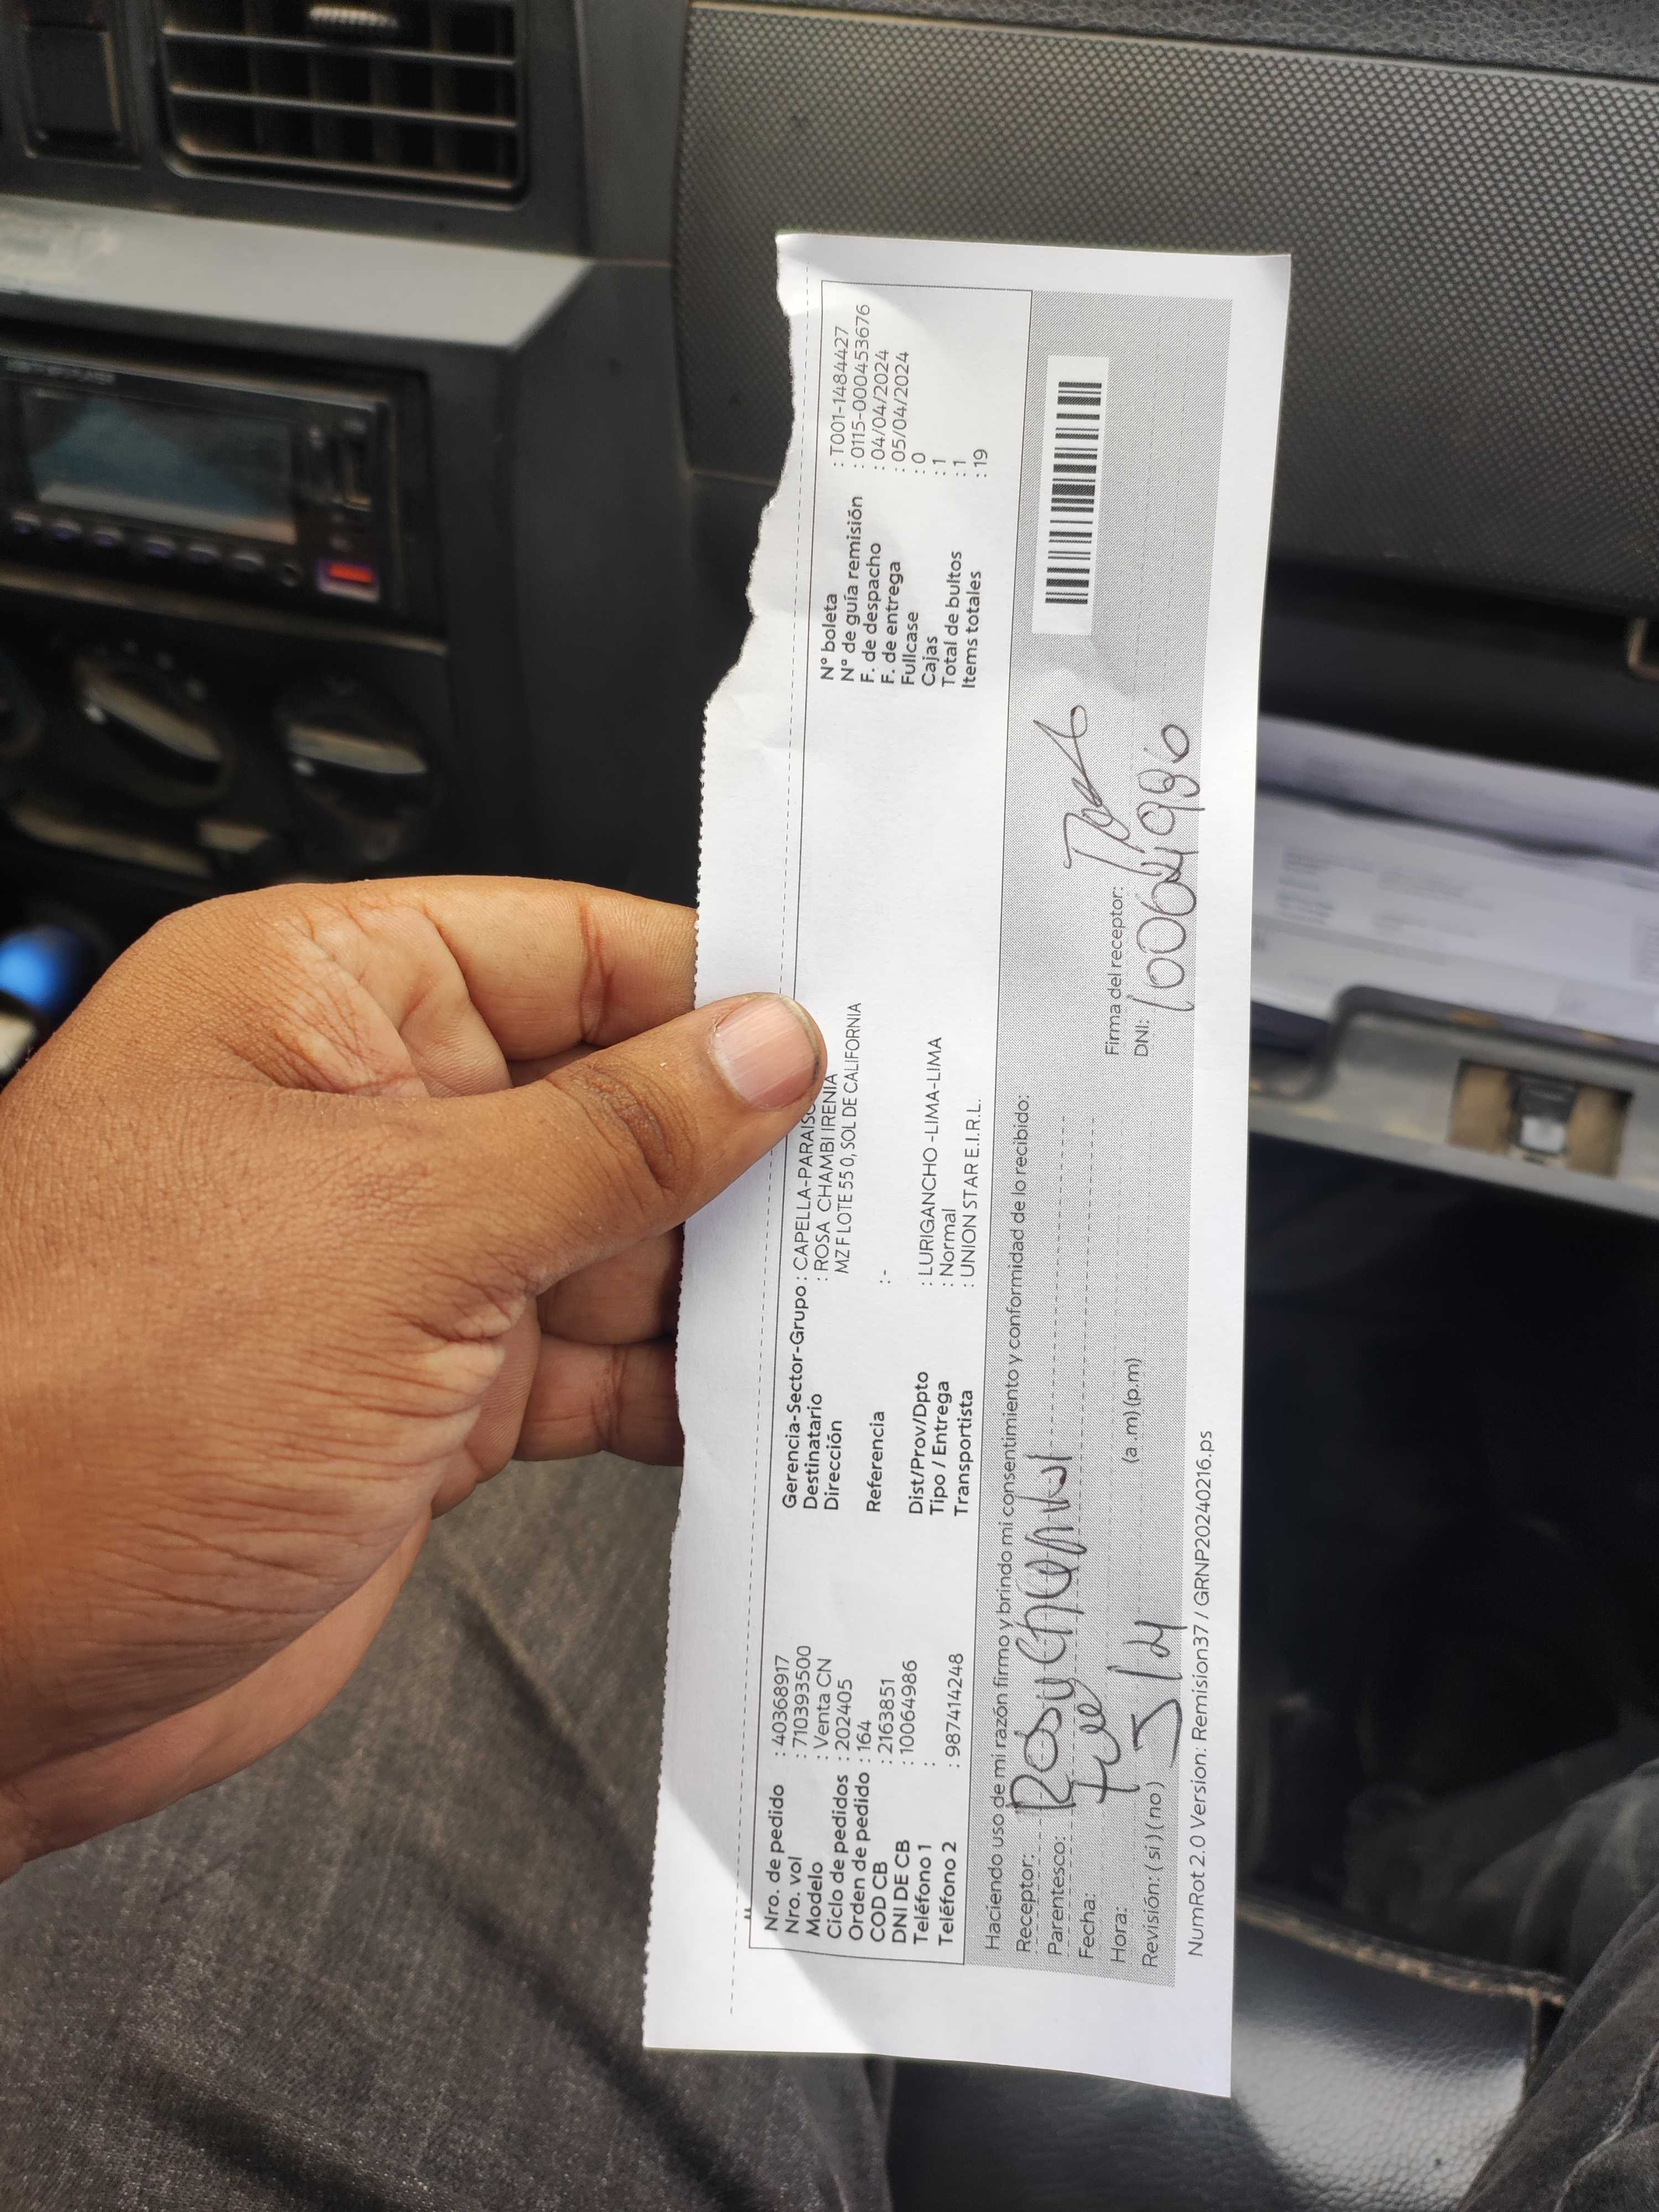 Nro. de pedido : 40368917
Nro. vol : 710393500
Modelo : Venta CN
Ciclo de pedidos : 202405
Orden de pedido : 164
COD CB : 2163851
DNI DE CB : 10064986
Teléfono 1 :
Teléfono 2 : 987414248
Gerencia-Sector-Grupo : CAPELLA-PARAISO
Destinatario : ROSA CHAMBI IRENIA
Dirección MZ F LOTE 55 0, SOL DE CALIFORNIA
Referencia :-
Dist/Prov/Dpto : LURIGANCHO -LIMA-LIMA
Tipo / Entrega : Normal
Transportista : UNION STAR E.I.R.L.
N° boleta : T001-1484427
N° de guía remisión : 0115-000453676
F. de despacho : 04/04/2024
F. de entrega : 05/04/2024
Fullcase : 0
Cajas : 1
Total de bultos : 1
Items totales : 19
Haciendo uso de mi razón firmo y brindo mi consentimiento y conformidad de lo recibido:
Receptor:
Parentesco:
Fecha: 5/4
Hora: (a .m) (p.m)
Revisión: ( si ) ( no )
Firma del receptor:
DNI: 10064986
NumRot 2.0 Version: Remision37 / GRNP20240216.ps